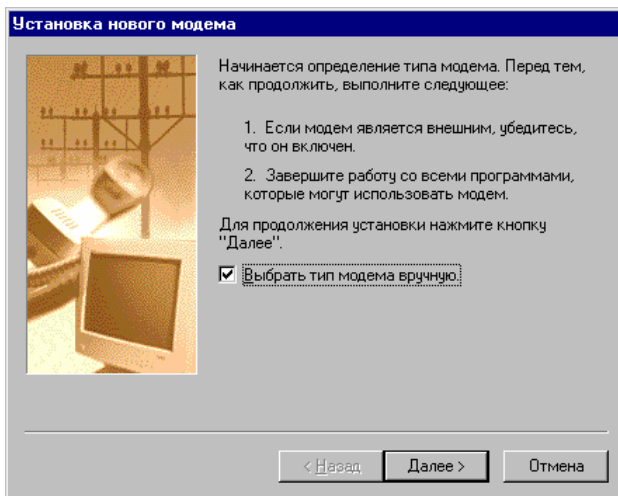 Установка нового модема
Начинается определение типа модема. Перед тем,
как продолжить, выполните следующее:
1. Если модем является внешним, убедитесь,
что он включен.
2. Завершите работу со всеми программами,
которые могут использовать модем.
Для продолжения установки нажмите кнопку
"Далее".
Выбрать тип модема вручную.
< Назад
Далее >
Отмена